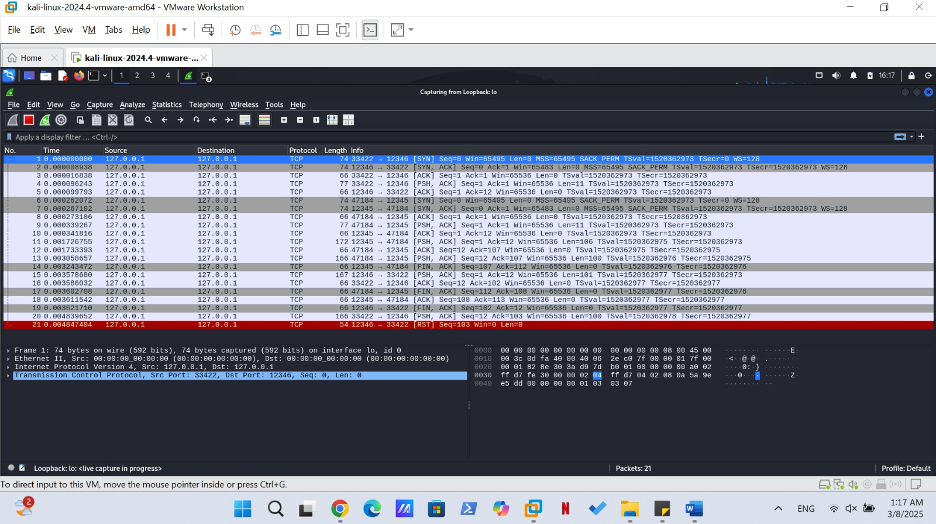 kali-linux-2024.4-vmware-amd64 - VMware Workstation
File Edit View VM Tabs Help
Home kali-linux-2024.4-vmware-...
1 2 3 4 16:17
Capturing from Loopback: lo
File Edit View Go Capture Analyze Statistics Telephony Wireless Tools Help
Apply a display filter ... <Ctrl-/>
No. Time Source Destination Protocol Length Info
1 0.000000000 127.0.0.1 127.0.0.1 TCP 74 33422 → 12346 [SYN] Seq=0 Win=65495 Len=0 MSS=65495 SACK_PERM TSval=1520362973 TSecr=0 WS=128
2 0.000008938 127.0.0.1 127.0.0.1 TCP 74 12346 → 33422 [SYN, ACK] Seq=0 Ack=1 Win=65483 Len=0 MSS=65495 SACK_PERM TSval=1520362973 TSecr=1520362973 WS=128
3 0.000016838 127.0.0.1 127.0.0.1 TCP 66 33422 → 12346 [ACK] Seq=1 Ack=1 Win=65536 Len=0 TSval=1520362973 TSecr=1520362973
4 0.000096243 127.0.0.1 127.0.0.1 TCP 77 33422 → 12346 [PSH, ACK] Seq=1 Ack=1 Win=65536 Len=11 TSval=1520362973 TSecr=1520362973
5 0.000099793 127.0.0.1 127.0.0.1 TCP 66 12346 → 33422 [ACK] Seq=1 Ack=12 Win=65536 Len=0 TSval=1520362973 TSecr=1520362973
6 0.000262072 127.0.0.1 127.0.0.1 TCP 74 47184 → 12345 [SYN] Seq=0 Win=65495 Len=0 MSS=65495 SACK_PERM TSval=1520362973 TSecr=0 WS=128
7 0.000267182 127.0.0.1 127.0.0.1 TCP 74 12345 → 47184 [SYN, ACK] Seq=0 Ack=1 Win=65483 Len=0 MSS=65495 SACK_PERM TSval=1520362973 TSecr=1520362973 WS=128
8 0.000273106 127.0.0.1 127.0.0.1 TCP 66 47184 → 12345 [ACK] Seq=1 Ack=1 Win=65536 Len=0 TSval=1520362973 TSecr=1520362973
9 0.000339267 127.0.0.1 127.0.0.1 TCP 77 47184 → 12345 [PSH, ACK] Seq=1 Ack=1 Win=65536 Len=11 TSval=1520362973 TSecr=1520362973
10 0.000341816 127.0.0.1 127.0.0.1 TCP 66 12345 → 47184 [ACK] Seq=1 Ack=12 Win=65536 Len=0 TSval=1520362973 TSecr=1520362973
11 0.001726755 127.0.0.1 127.0.0.1 TCP 172 12345 → 47184 [PSH, ACK] Seq=1 Ack=12 Win=65536 Len=106 TSval=1520362975 TSecr=1520362973
12 0.001733393 127.0.0.1 127.0.0.1 TCP 66 47184 → 12345 [ACK] Seq=12 Ack=107 Win=65536 Len=0 TSval=1520362975 TSecr=1520362975
13 0.003058657 127.0.0.1 127.0.0.1 TCP 166 47184 → 12345 [PSH, ACK] Seq=12 Ack=107 Win=65536 Len=100 TSval=1520362976 TSecr=1520362975
14 0.003243472 127.0.0.1 127.0.0.1 TCP 66 12345 → 47184 [FIN, ACK] Seq=107 Ack=112 Win=65536 Len=0 TSval=1520362976 TSecr=1520362976
15 0.003578680 127.0.0.1 127.0.0.1 TCP 167 12346 → 33422 [PSH, ACK] Seq=1 Ack=12 Win=65536 Len=101 TSval=1520362977 TSecr=1520362973
16 0.003586032 127.0.0.1 127.0.0.1 TCP 66 33422 → 12346 [ACK] Seq=12 Ack=102 Win=65536 Len=0 TSval=1520362977 TSecr=1520362977
17 0.003602708 127.0.0.1 127.0.0.1 TCP 66 47184 → 12345 [FIN, ACK] Seq=112 Ack=108 Win=65536 Len=0 TSval=1520362977 TSecr=1520362976
18 0.003611542 127.0.0.1 127.0.0.1 TCP 66 12345 → 47184 [ACK] Seq=108 Ack=113 Win=65536 Len=0 TSval=1520362977 TSecr=1520362977
19 0.003621710 127.0.0.1 127.0.0.1 TCP 66 12346 → 33422 [FIN, ACK] Seq=102 Ack=12 Win=65536 Len=0 TSval=1520362977 TSecr=1520362977
20 0.004839652 127.0.0.1 127.0.0.1 TCP 166 33422 → 12346 [PSH, ACK] Seq=12 Ack=103 Win=65536 Len=100 TSval=1520362978 TSecr=1520362977
21 0.004847404 127.0.0.1 127.0.0.1 TCP 54 12346 → 33422 [RST] Seq=103 Win=0 Len=0
Frame 1: 74 bytes on wire (592 bits), 74 bytes captured (592 bits) on interface lo, id 0
Ethernet II, Src: 00:00:00_00:00:00 (00:00:00:00:00:00), Dst: 00:00:00_00:00:00 (00:00:00:00:00:00)
Internet Protocol Version 4, Src: 127.0.0.1, Dst: 127.0.0.1
Transmission Control Protocol, Src Port: 33422, Dst Port: 12346, Seq: 0, Len: 0
0000 00 00 00 00 00 00 00 00 00 00 00 00 08 00 45 00
0010 00 3c 0d fa 40 00 40 06 2e c0 7f 00 00 01 7f 00
0020 00 01 82 8e 30 3a d9 7d b0 01 00 00 00 00 a0 02
0030 ff d7 fe 30 00 00 02 04 ff d7 04 02 08 0a 5a 9e
0040 e5 dd 00 00 00 00 01 03 03 07
Loopback: lo: <live capture in progress> Packets: 21 Profile: Default
To direct input to this VM, move the mouse pointer inside or press Ctrl+G.
2 ENG 1:17 AM
3/8/2025